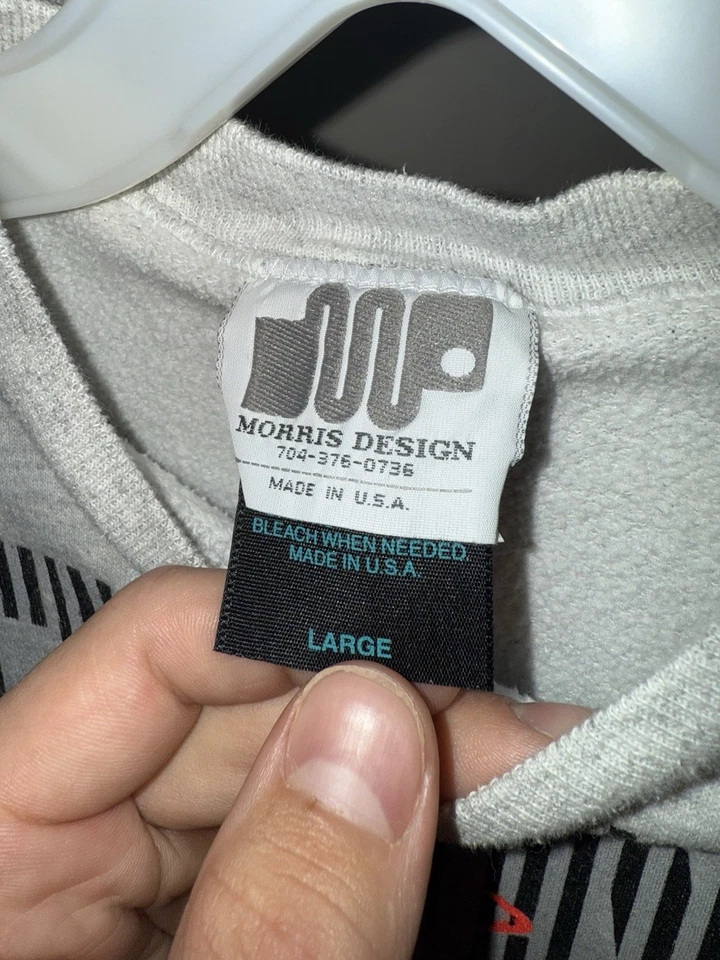 MORRIS DESIGN
704-376-0736
MADE IN U.S.A.
BLEACH WHEN NEEDED
MADE IN U.S.A.
LARGE